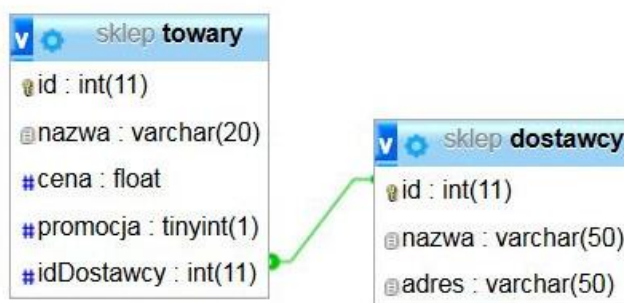 v sklep towary
id : int(11)
nazwa : varchar(20)
#cena : float
#promocja : tinyint(1)
#idDostawcy : int(11)
v sklep dostawcy
id : int(11)
nazwa : varchar(50)
adres : varchar(50)